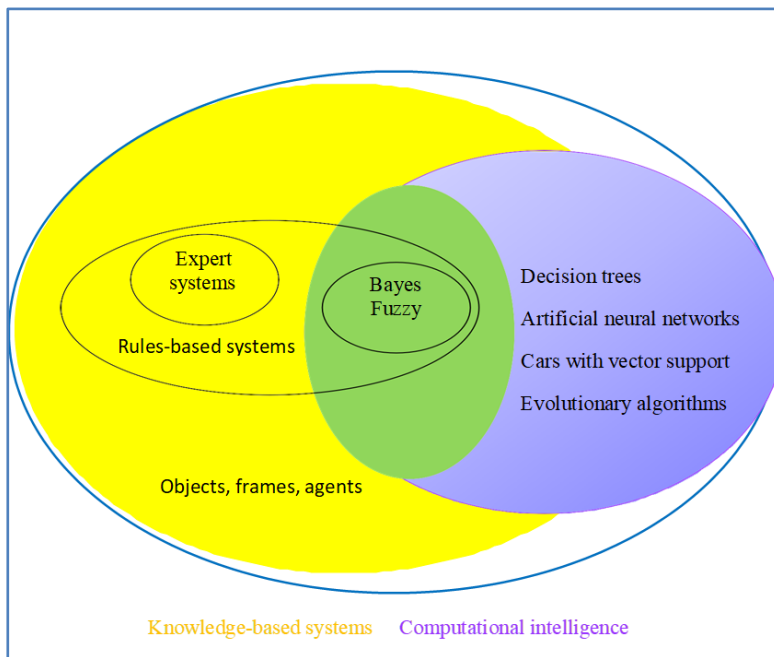 Expert
systems
Bayes
Fuzzy
Rules-based systems
Decision trees
Artificial neural networks
Cars with vector support
Evolutionary algorithms
Objects, frames, agents
Knowledge-based systems
Computational intelligence